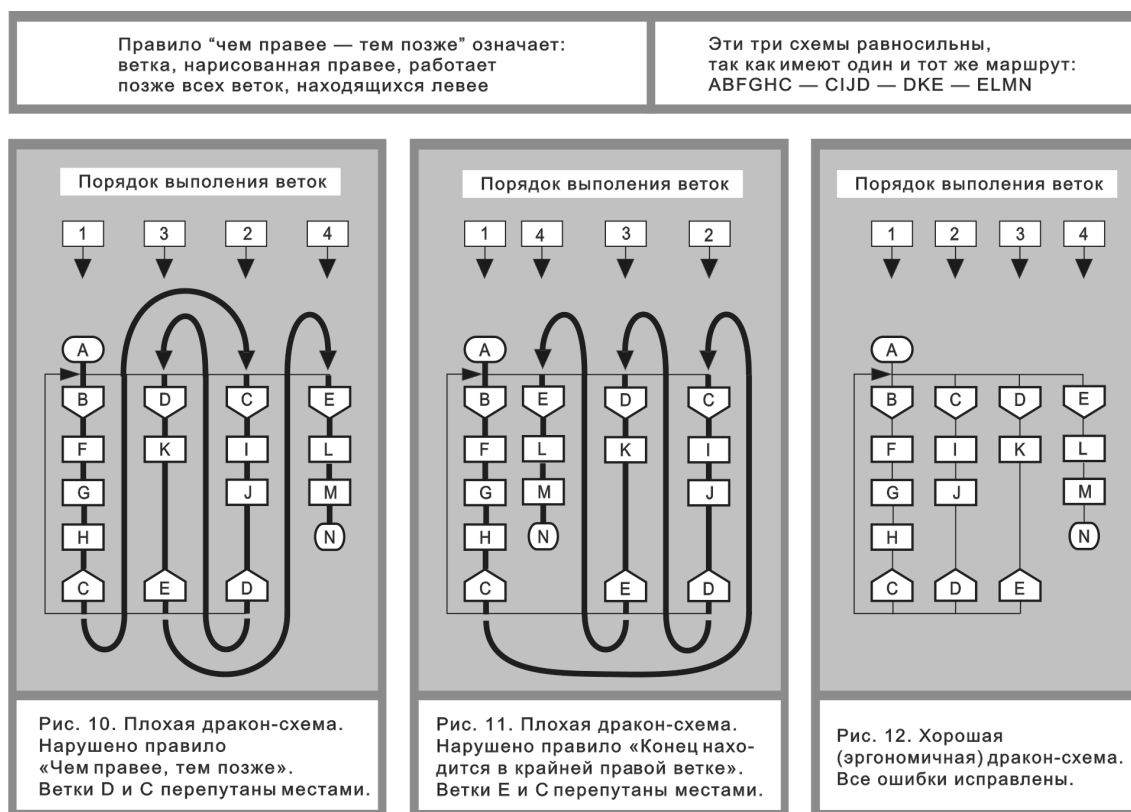 Правило “чем правее — тем позже” означает:
ветка, нарисованная правее, работает
позже всех веток, находящихся левее
Эти три схемы равносильны,
так как имеют один и тот же маршрут:
ABFGHC — CIJD — DKE — ELMN
Порядок выполения веток
1 3 2 4
A
B D C E
F K I L
G J M
H N
C E D
Рис. 10. Плохая дракон-схема.
Нарушено правило
«Чем правее, тем позже».
Ветки D и C перепутаны местами.
Порядок выполения веток
1 4 3 2
A
B E D C
F L K I
G M J
H N
C E D
Рис. 11. Плохая дракон-схема.
Нарушено правило «Конец нахо-
дится в крайней правой ветке».
Ветки E и C перепутаны местами.
Порядок выполения веток
1 2 3 4
A
B C D E
F I K L
G J M
H N
C D E
Рис. 12. Хорошая
(эргономичная) дракон-схема.
Все ошибки исправлены.